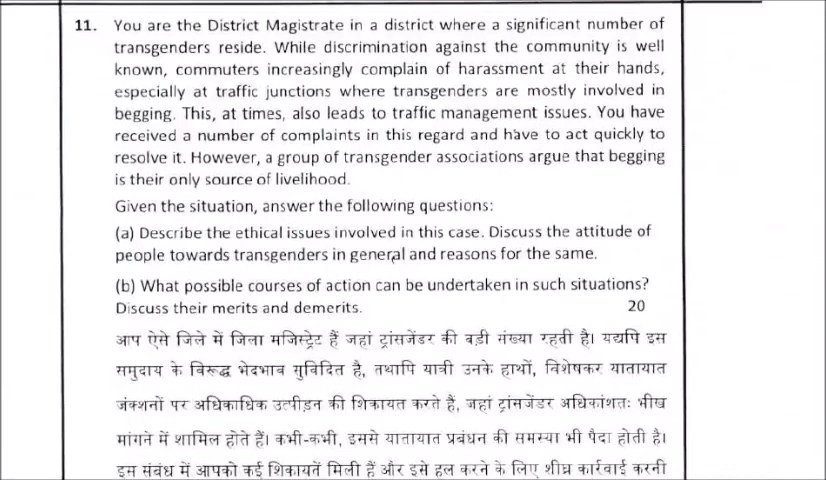 11. You are the District Magistrate in a district where a significant number of
transgenders reside. While discrimination against the community is well
known, commuters increasingly complain of harassment at their hands,
especially at traffic junctions where transgenders are mostly involved in
begging. This, at times, also leads to traffic management issues. You have
received a number of complaints in this regard and have to act quickly to
resolve it. However, a group of transgender associations argue that begging
is their only source of livelihood.
Given the situation, answer the following questions:
(a) Describe the ethical issues involved in this case. Discuss the attitude of
people towards transgenders in general and reasons for the same.
(b) What possible courses of action can be undertaken in such situations?
Discuss their merits and demerits. 20
आप ऐसे जिले में जिला मजिस्ट्रेट हैं जहां ट्रांसजेंडर की बड़ी संख्या रहती है। यद्यपि इस
समुदाय के विरूद्ध भेदभाव सुविदित है, तथापि यात्री उनके हाथों, विशेषकर यातायात
जंक्शनों पर अधिकाधिक उत्पीड़न की शिकायत करते हैं, जहां ट्रांसजेंडर अधिकांशतः भीख
मांगने में शामिल होते हैं। कभी-कभी, इससे यातायात प्रबंधन की समस्या भी पैदा होती है।
इस संबंध में आपको कई शिकायतें मिली हैं और इसे हल करने के लिए शीघ्र कार्रवाई करनी